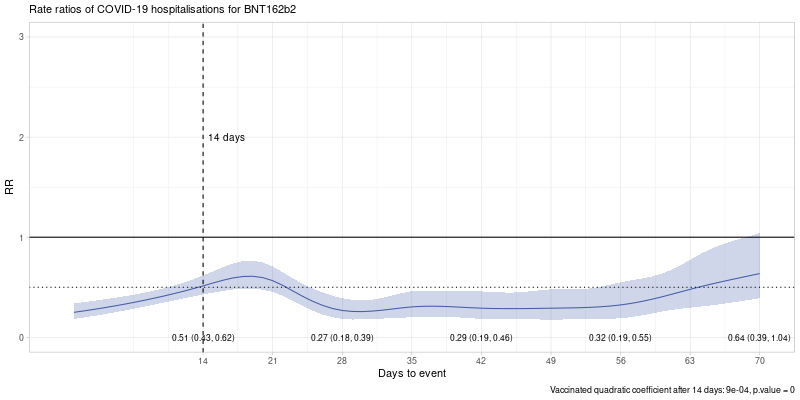 Rate ratios of COVID-19 hospitalisations for BNT162b2
3
2
1
0
RR
14 days
0.51 (0.43, 0.62)
0.27 (0.18, 0.39)
0.29 (0.19, 0.46)
0.32 (0.19, 0.55)
0.64 (0.39, 1.04)
14
21
28
35
42
49
56
63
70
Days to event
Vaccinated quadratic coefficient after 14 days: 9e-04, p.value = 0